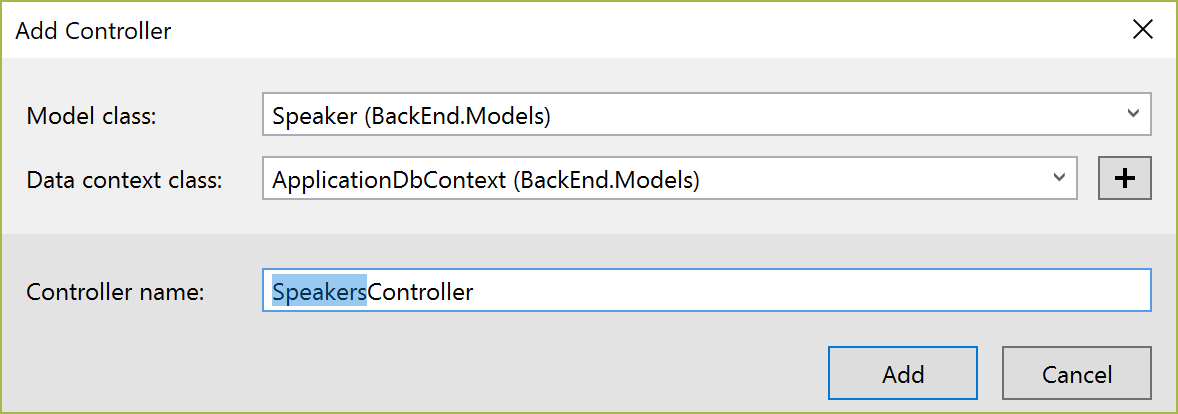 Add Controller
Model class: Speaker (BackEnd.Models)
Data context class: ApplicationDbContext (BackEnd.Models)
Controller name: SpeakersController
Add Cancel